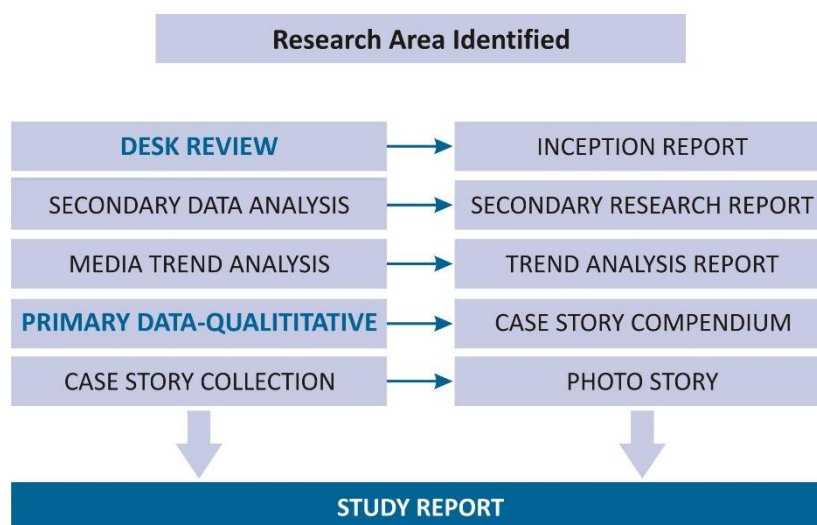 Research Area Identified
DESK REVIEW
INCEPTION REPORT
SECONDARY DATA ANALYSIS
SECONDARY RESEARCH REPORT
MEDIA TREND ANALYSIS
TREND ANALYSIS REPORT
PRIMARY DATA-QUALITITATIVE
CASE STORY COMPENDIUM
CASE STORY COLLECTION
PHOTO STORY
STUDY REPORT